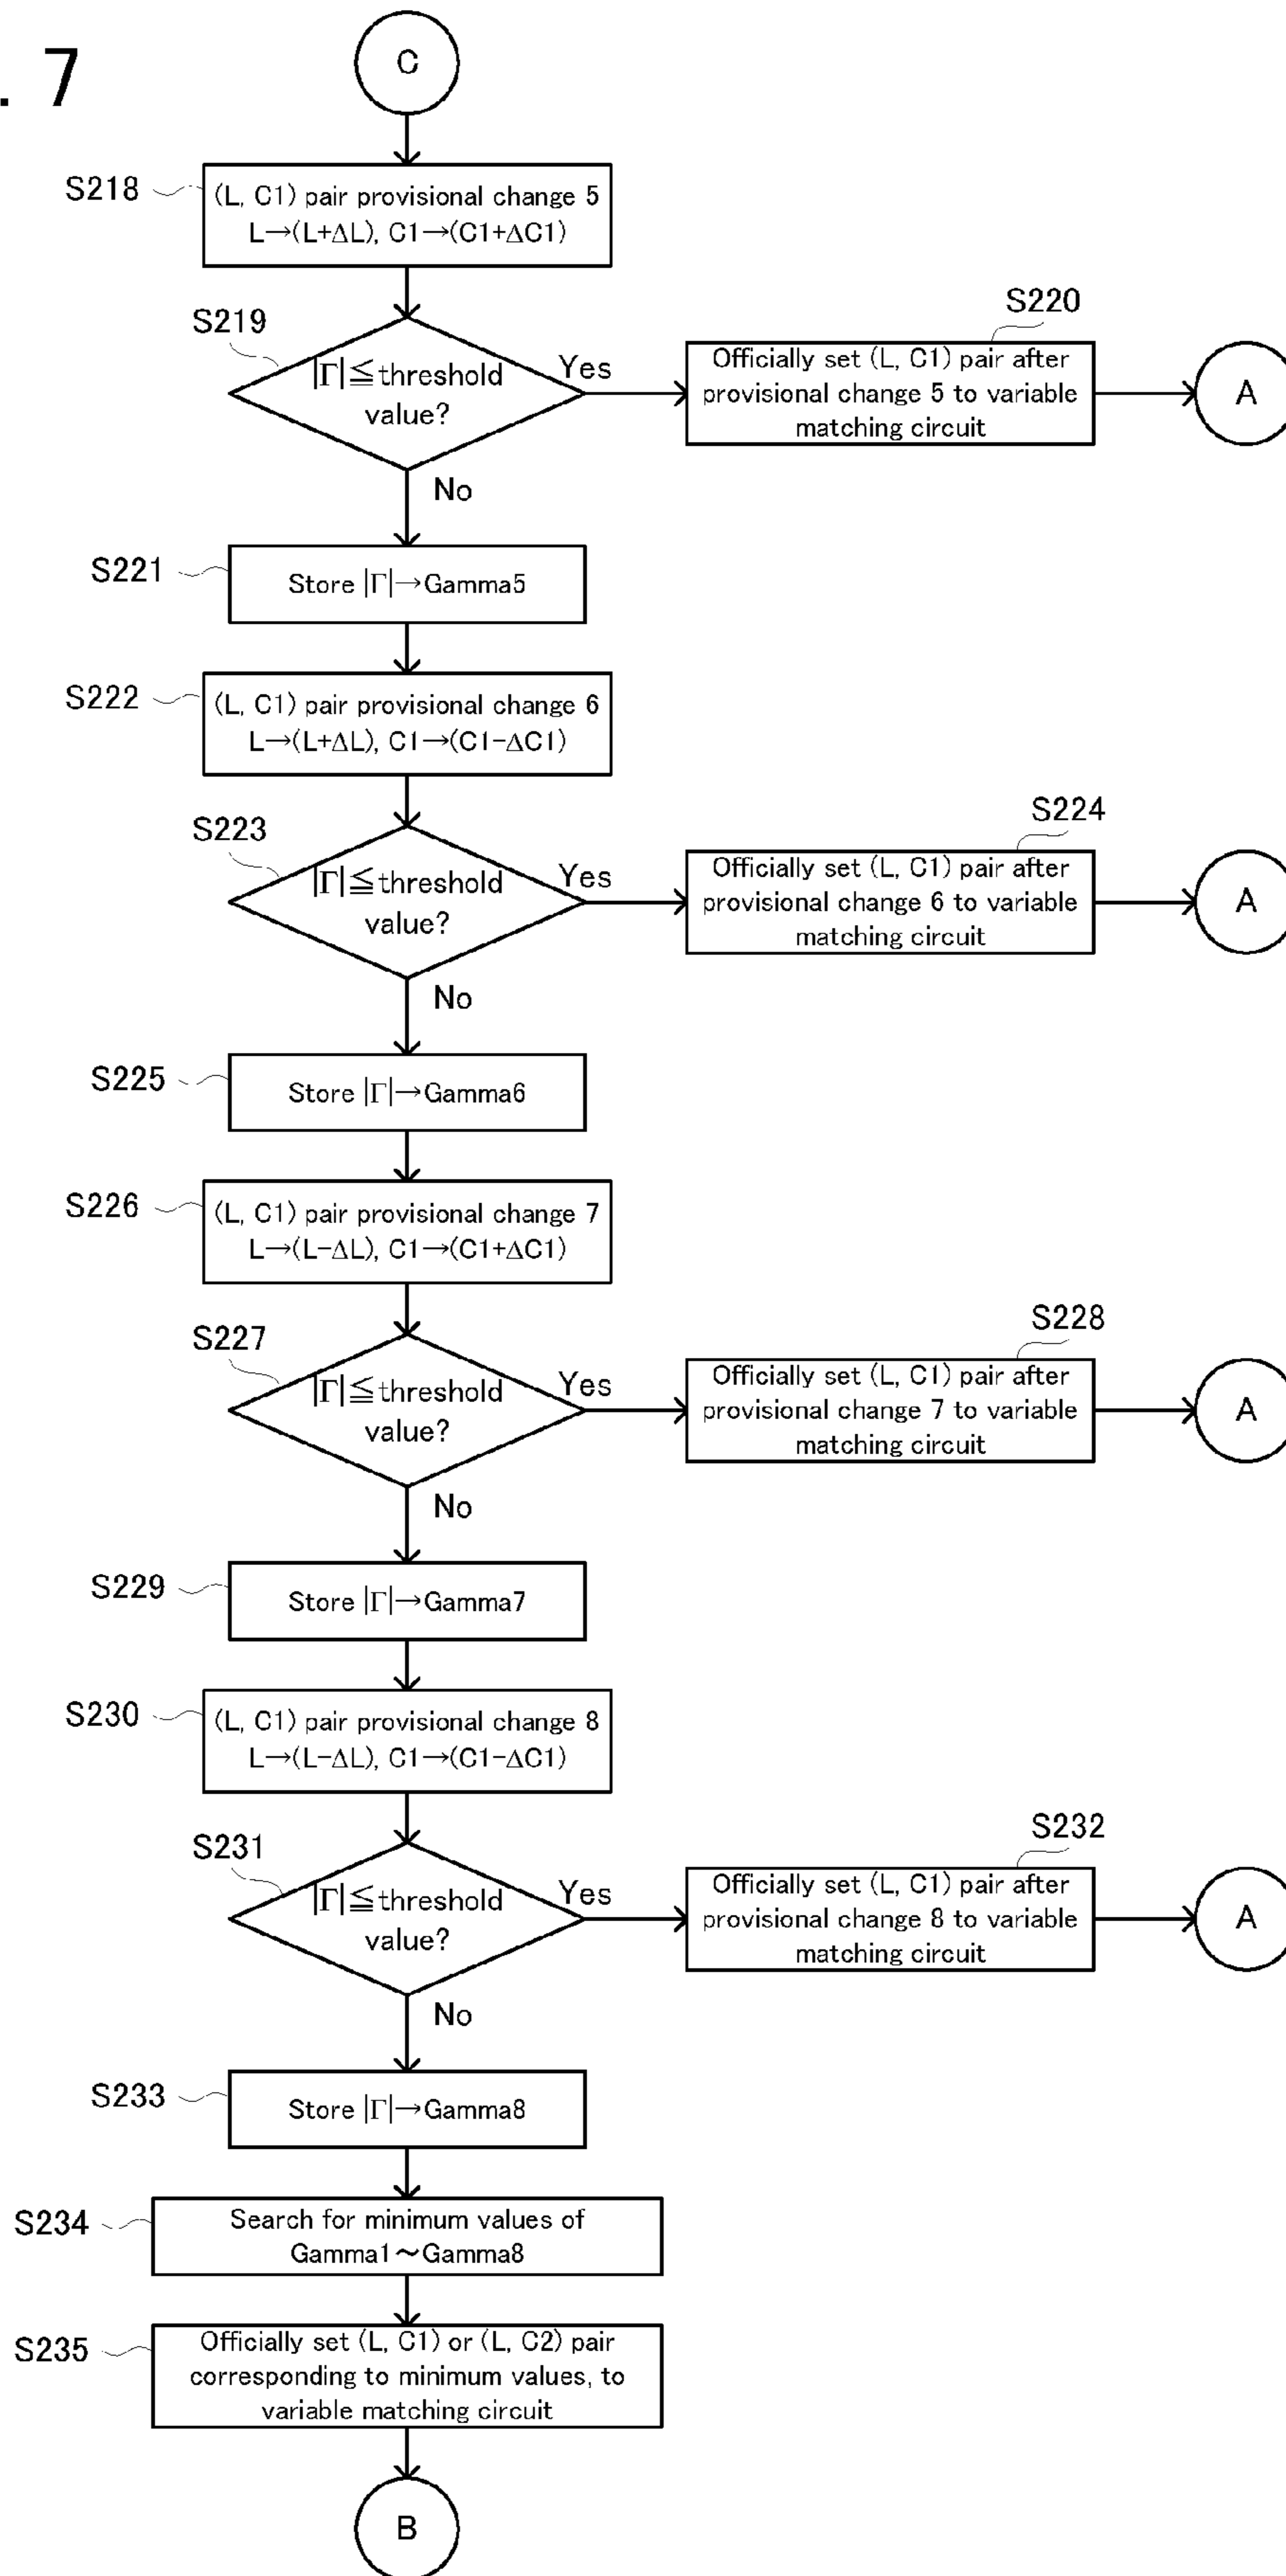 . 7
C
S218
(L, C1) pair provisional change 5
L→(L+ΔL), C1→(C1+ΔC1)
S219
|Γ|≦threshold
value?
Yes
No
S220
Officially set (L, C1) pair after
provisional change 5 to variable
matching circuit
A
S221
Store |Γ|→Gamma5
S222
(L, C1) pair provisional change 6
L→(L+ΔL), C1→(C1-ΔC1)
S223
|Γ|≦threshold
value?
Yes
No
S224
Officially set (L, C1) pair after
provisional change 6 to variable
matching circuit
A
S225
Store |Γ|→Gamma6
S226
(L, C1) pair provisional change 7
L→(L-ΔL), C1→(C1+ΔC1)
S227
|Γ|≦threshold
value?
Yes
No
S228
Officially set (L, C1) pair after
provisional change 7 to variable
matching circuit
A
S229
Store |Γ|→Gamma7
S230
(L, C1) pair provisional change 8
L→(L-ΔL), C1→(C1-ΔC1)
S231
|Γ|≦threshold
value?
Yes
No
S232
Officially set (L, C1) pair after
provisional change 8 to variable
matching circuit
A
S233
Store |Γ|→Gamma8
S234
Search for minimum values of
Gamma1～Gamma8
S235
Officially set (L, C1) or (L, C2) pair
corresponding to minimum values, to
variable matching circuit
B